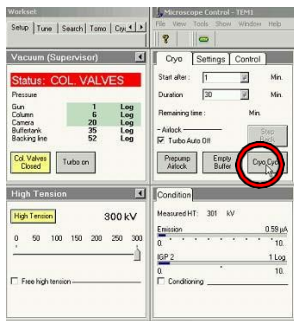 Workset:
Setup Tune Search Tomo Cryo
Vacuum (Supervisor)
Status: COL. VALVES
Pressure
Gun 1 Log
Column 6 Log
Camera 20 Log
Buffertank 35 Log
Backing line 52 Log
Col. Valves Closed
Turbo on
High Tension
High Tension 300 kV
0 50 100 150 200 250 300
Free high tension
Microscope Control - TEM1
File View Tools Show Window Help
Cryo Settings Control
Start after : 1 Min.
Duration 30 Min.
Remaining time : Min.
Airlock
Turbo Auto Off
Prepump Airlock
Empty Buffer
Cryo Cycle
Condition
Measured HT: 301 kV
Emission 0.59 µA
0. 10.
IGP 2 1 Log
0. 10.
Conditioning